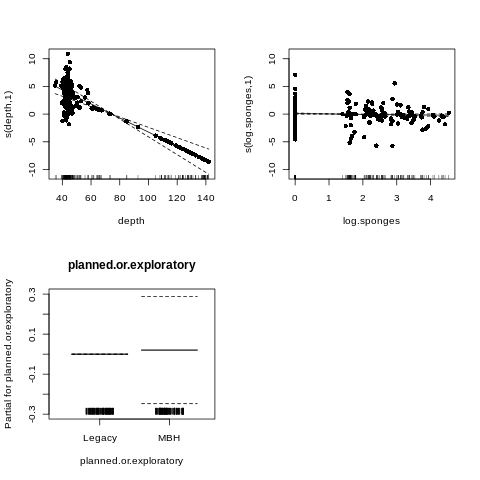 s(depth,1)
10
5
0
-5
-10
40 60 80 100 120 140
depth
s(log.sponges,1)
10
5
0
-5
-10
0 1 2 3 4
log.sponges
planned.or.exploratory
Partial for planned.or.exploratory
0.3
0.1
-0.1
-0.3
Legacy MBH
planned.or.exploratory